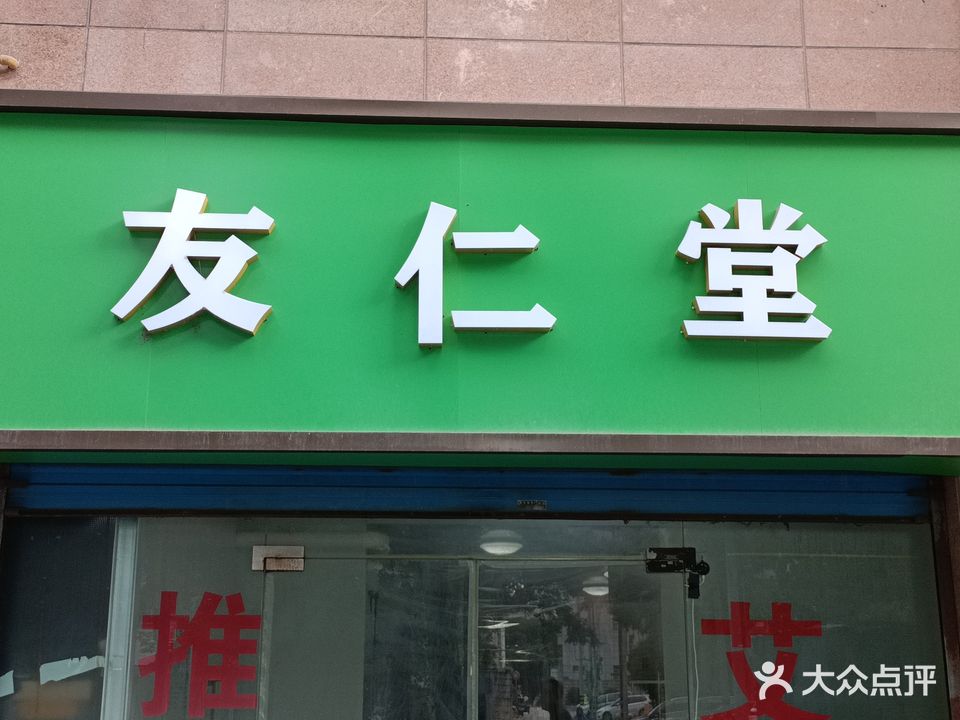 友仁堂
推 艾
大众点评